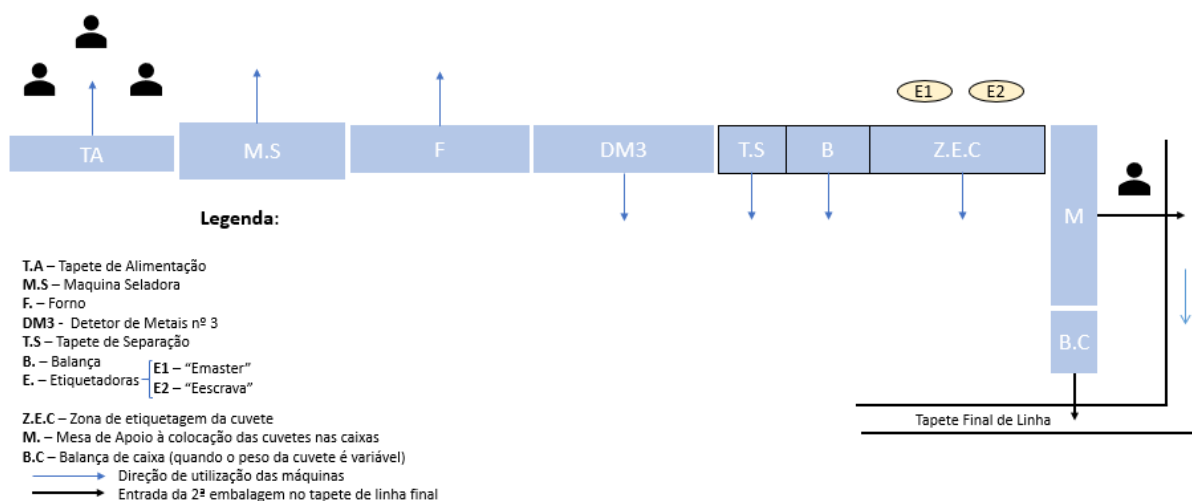 E1 E2
TA M.S F DM3 T.S B Z.E.C
M
Legenda:
T.A – Tapete de Alimentação
M.S – Maquina Seladora
F. – Forno
DM3 - Detetor de Metais nº 3
T.S – Tapete de Separação
B. – Balança
E. – Etiquetadoras
E1 – "Emaster"
E2 – "Eescrava"
B.C
Z.E.C – Zona de etiquetagem da cuvete
M. – Mesa de Apoio à colocação das cuvetes nas caixas
B.C – Balança de caixa (quando o peso da cuvete é variável)
Direção de utilização das máquinas
Entrada da 2ª embalagem no tapete de linha final
Tapete Final de Linha